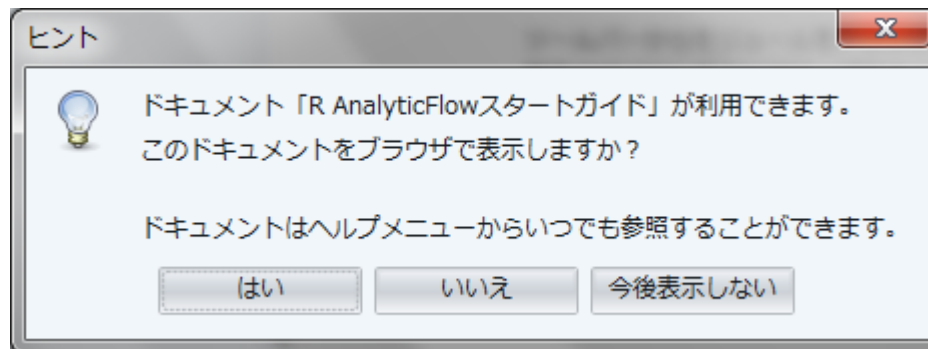 ヒント
ドキュメント「R AnalyticFlowスタートガイド」が利用できます。
このドキュメントをブラウザで表示しますか？
ドキュメントはヘルプメニューからいつでも参照することができます。
はい
いいえ
今後表示しない